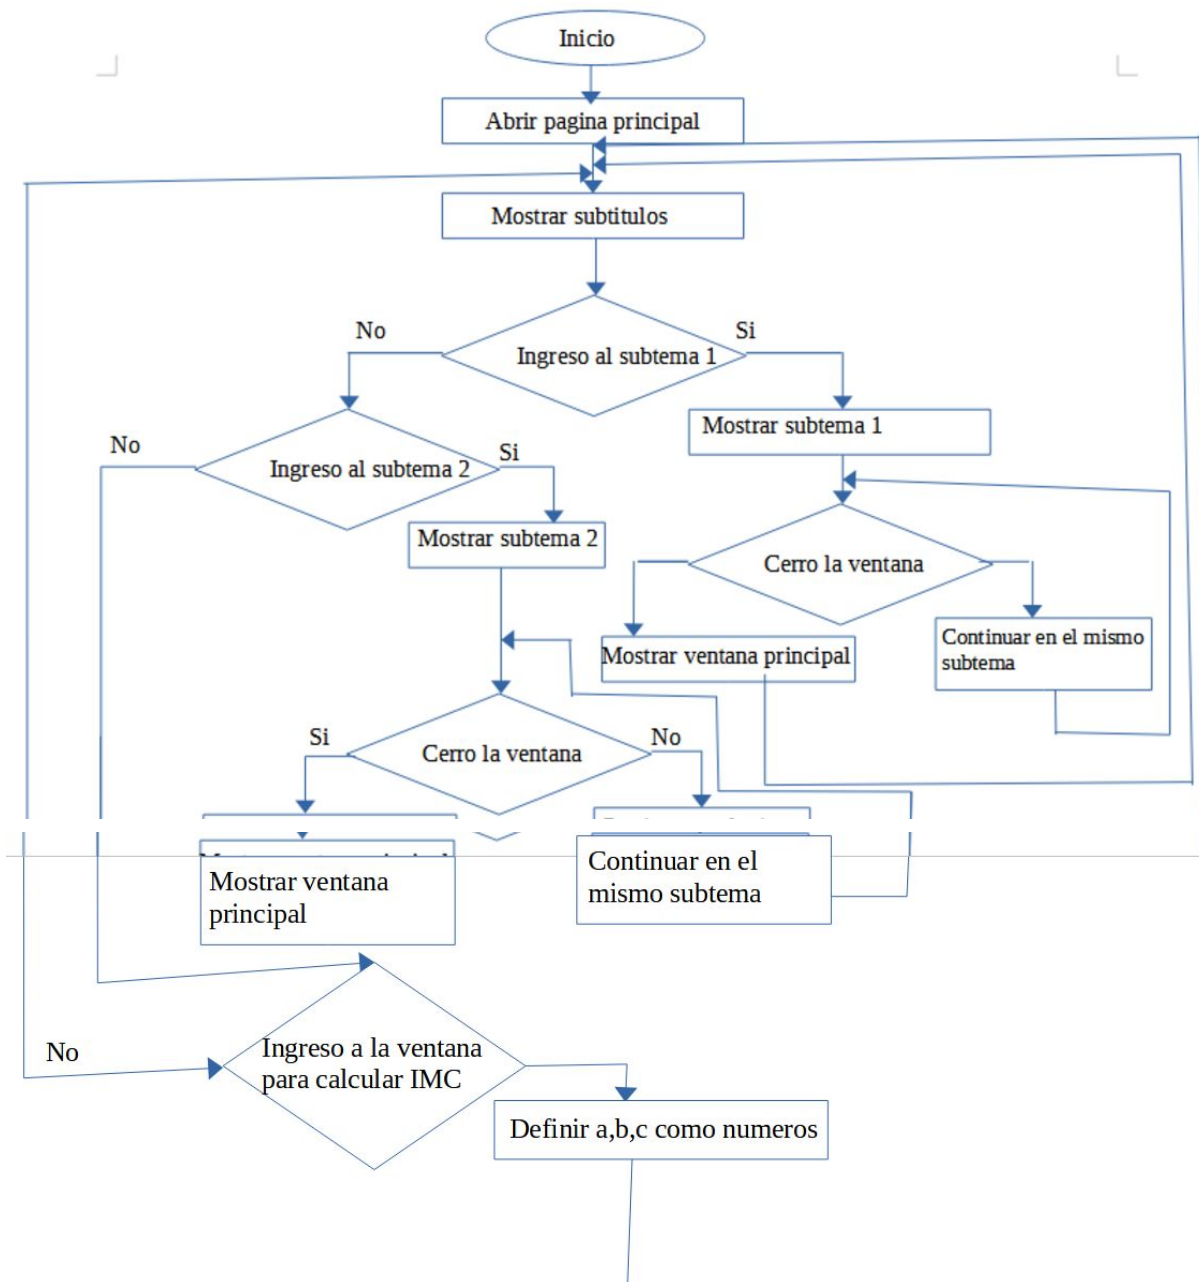 Inicio
Abrir pagina principal
Mostrar subtitulos
No
Si
Ingreso al subtema 1
No
Si
Mostrar subtema 1
Ingreso al subtema 2
Mostrar subtema 2
Cerro la ventana
Continuar en el mismo
subtema
Mostrar ventana principal
Si
No
Cerro la ventana
Continuar en el
mismo subtema
Mostrar ventana
principal
No
Ingreso a la ventana
para calcular IMC
Definir a,b,c como numeros